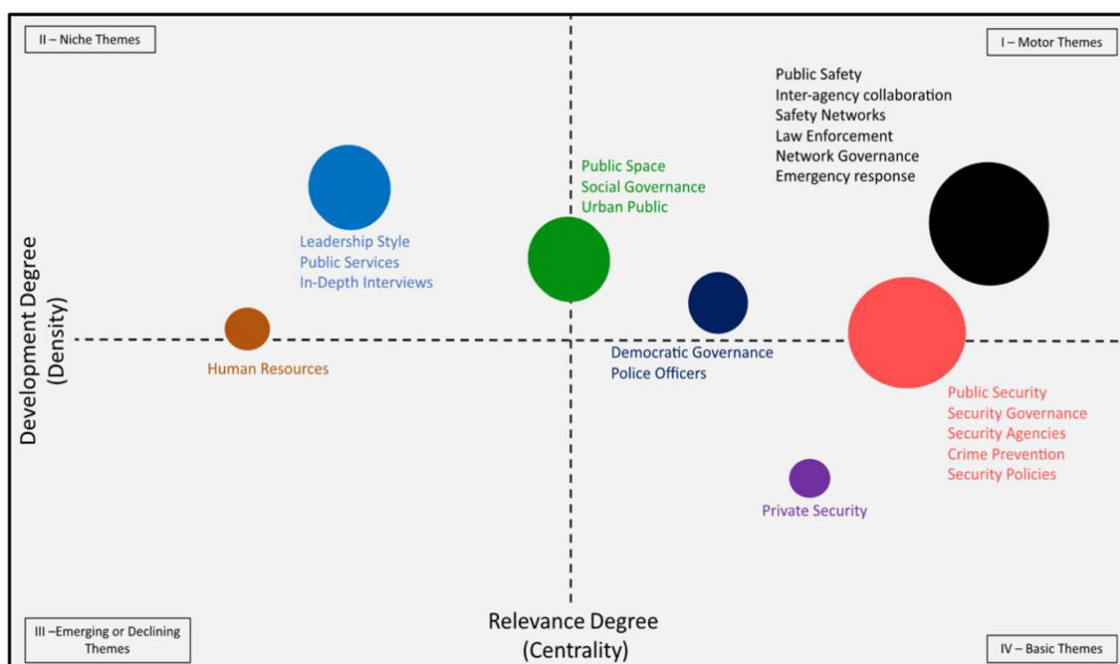 II – Niche Themes
I – Motor Themes
Public Safety
Inter-agency collaboration
Safety Networks
Law Enforcement
Network Governance
Emergency response
Public Space
Social Governance
Urban Public
Leadership Style
Public Services
In-Depth Interviews
Human Resources
Democratic Governance
Police Officers
Public Security
Security Governance
Security Agencies
Crime Prevention
Security Policies
Private Security
Development Degree
(Density)
Relevance Degree
(Centrality)
III –Emerging or Declining
Themes
IV – Basic Themes